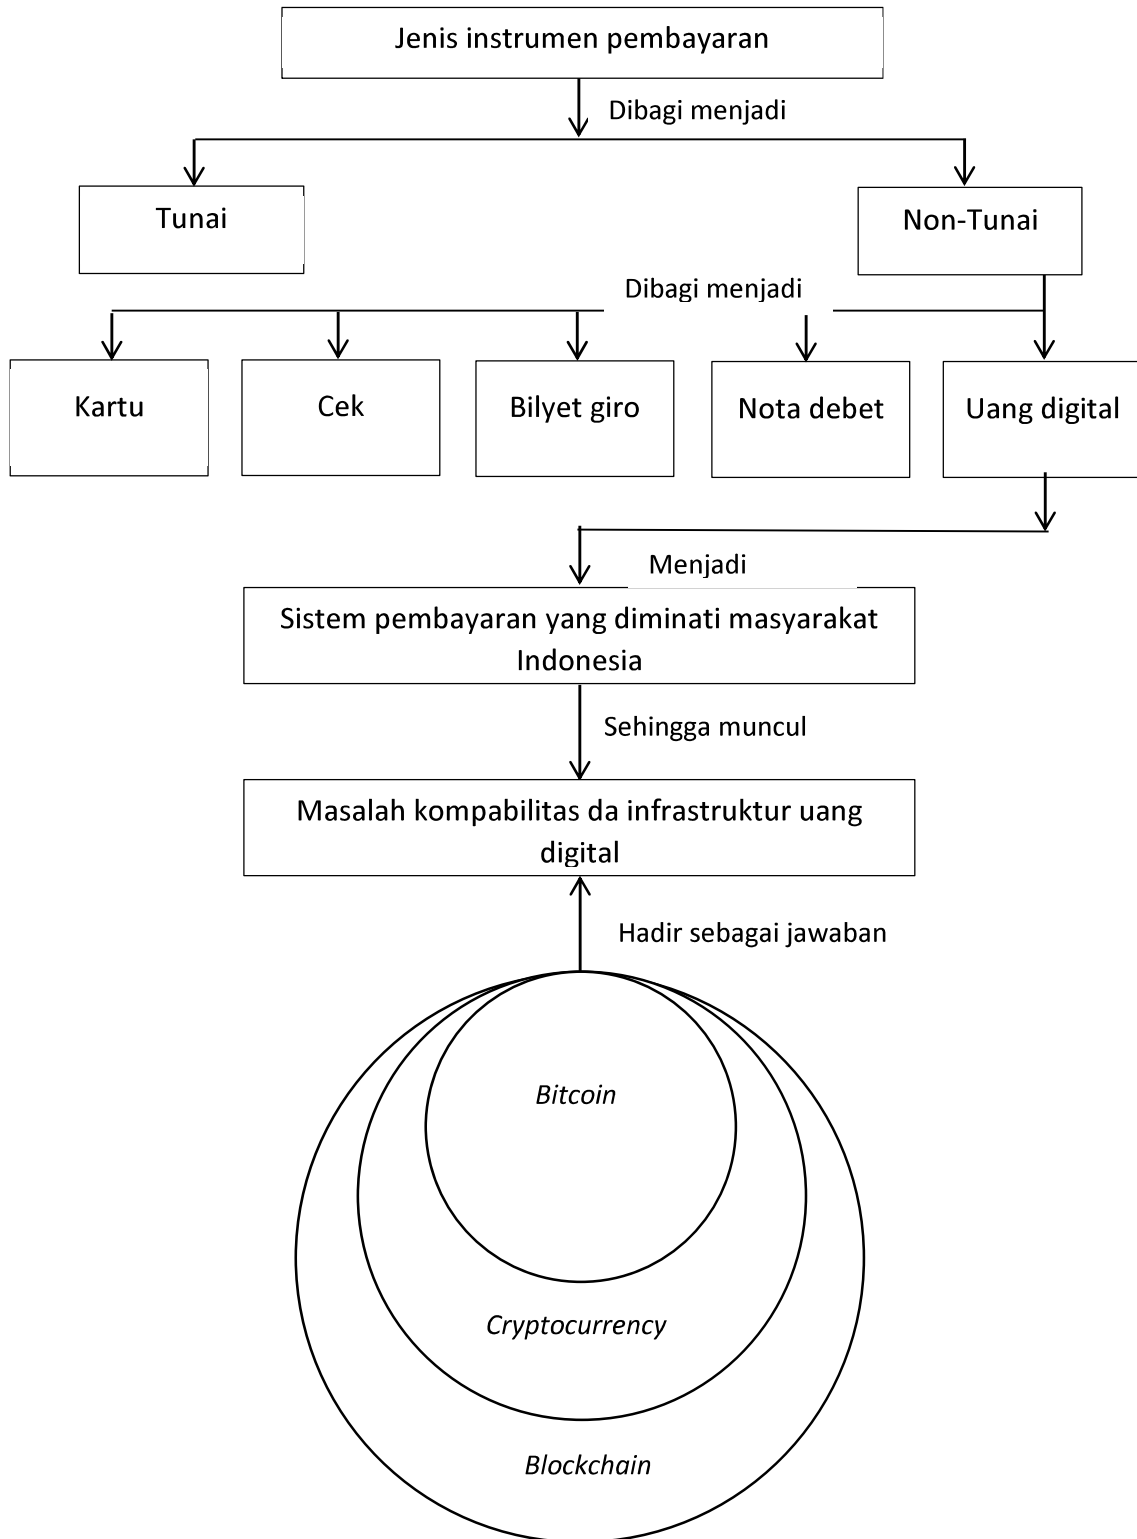 Jenis instrumen pembayaran
Dibagi menjadi
Tunai
Non-Tunai
Dibagi menjadi
Kartu
Cek
Bilyet giro
Nota debet
Uang digital
Menjadi
Sistem pembayaran yang diminati masyarakat
Indonesia
Sehingga muncul
Masalah kompabilitas da infrastruktur uang
digital
Hadir sebagai jawaban
Bitcoin
Cryptocurrency
Blockchain